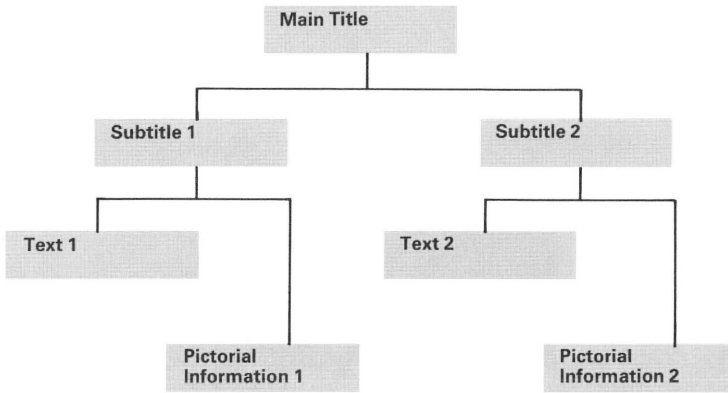 Main Title
Subtitle 1
Subtitle 2
Text 1
Text 2
Pictorial
Information 1
Pictorial
Information 2